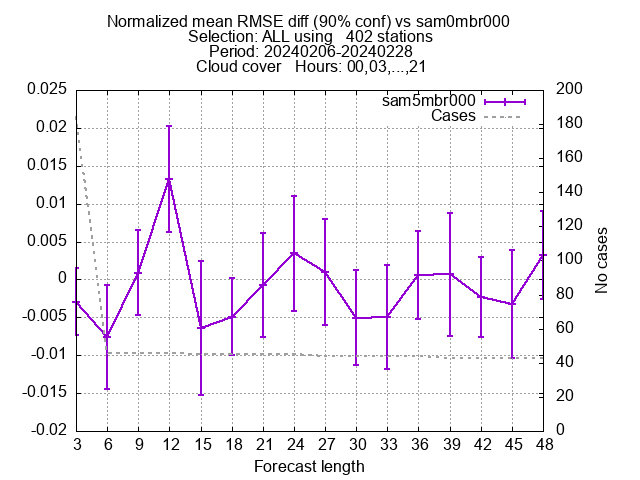 Normalized mean RMSE diff (90% conf) vs sam0mbr000
Selection: ALL using   402 stations
Period: 20240206-20240228
Cloud cover   Hours: 00,03,...,21
sam5mbr000
Cases
0.025
0.02
0.015
0.01
0.005
0
-0.005
-0.01
-0.015
-0.02
200
180
160
140
120
100
80
60
40
20
0
No cases
3 6 9 12 15 18 21 24 27 30 33 36 39 42 45 48
Forecast length